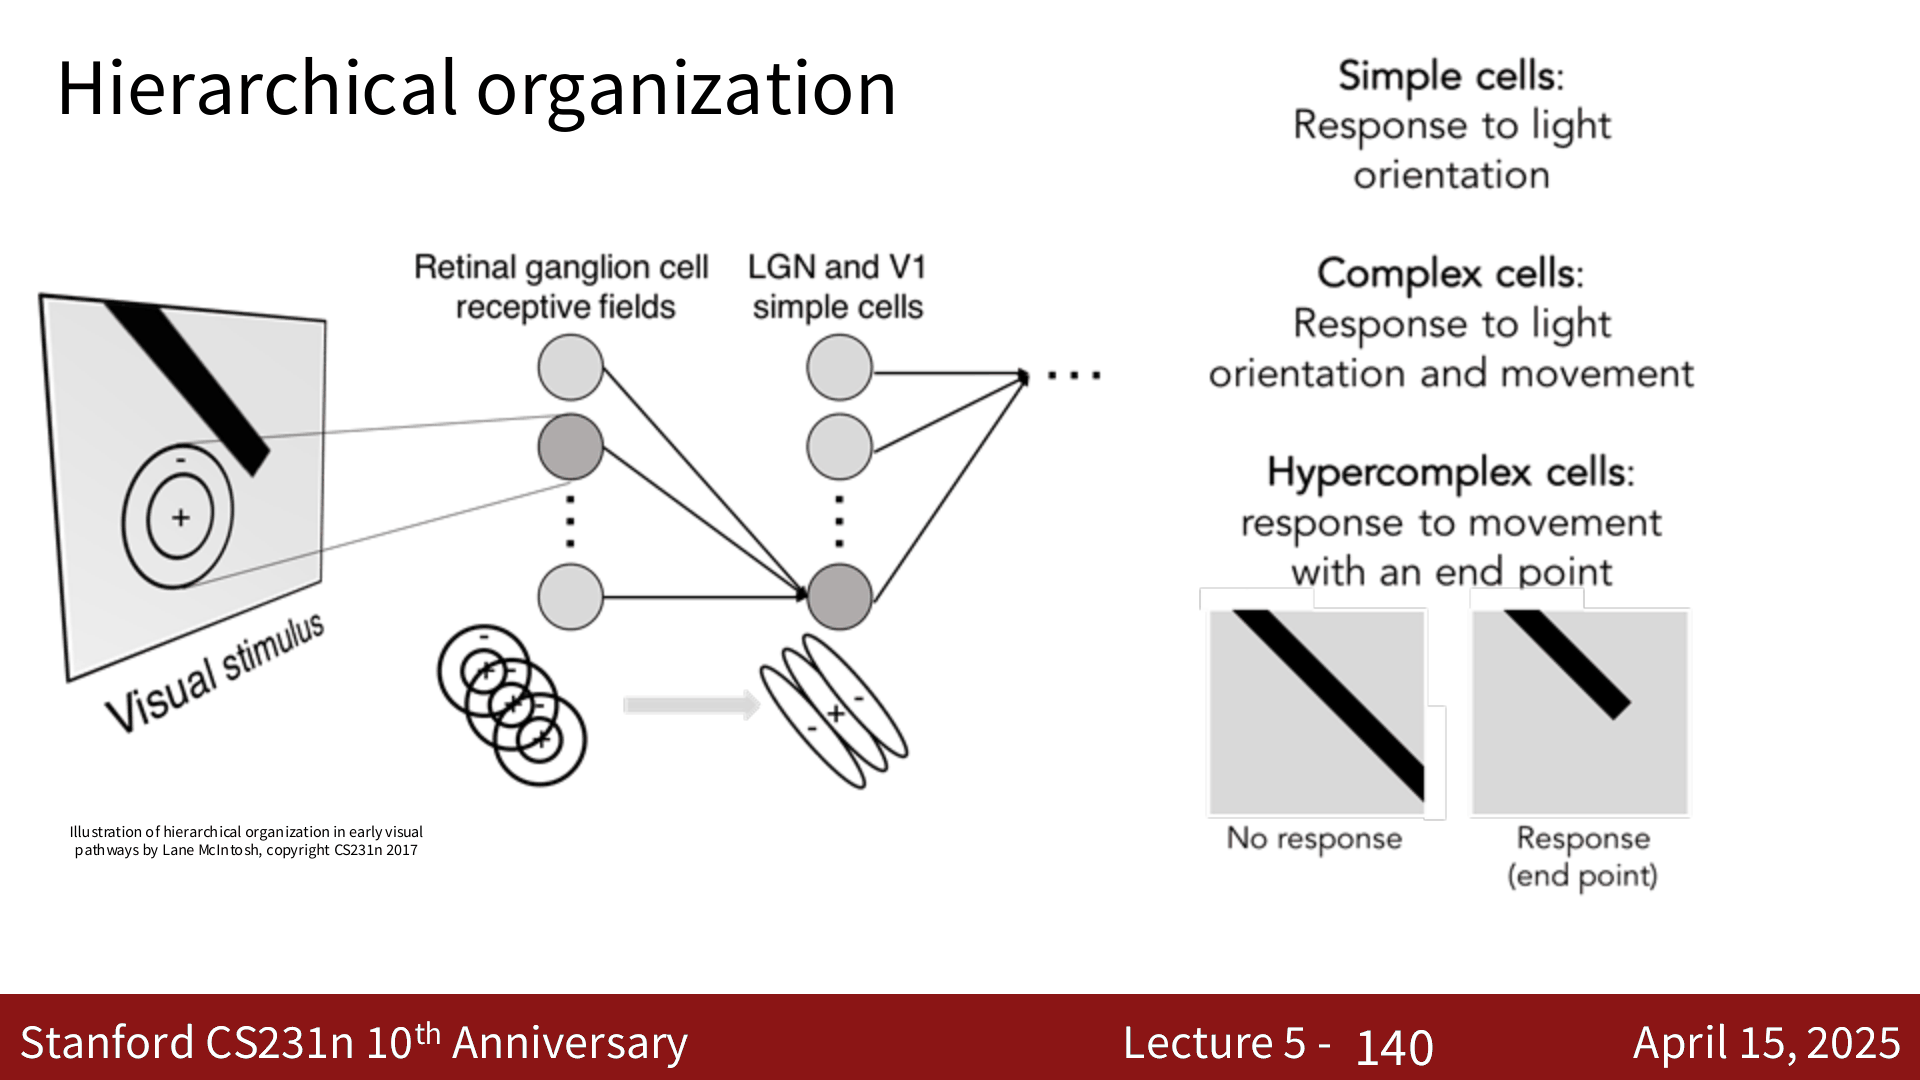 Hierarchical organization
Simple cells:
Response to light
orientation
Complex cells:
Response to light
orientation and movement
Hypercomplex cells:
response to movement
with an end point
No response
Response
(end point)
Retinal ganglion cell
receptive fields
LGN and V1
simple cells
...
-
+
Visual stimulus
-
+
-
+
-
+
-
+
-
Illustration of hierarchical organization in early visual
pathways by Lane McIntosh, copyright CS231n 2017
Stanford CS231n 10th Anniversary
Lecture 5 - 140
April 15, 2025